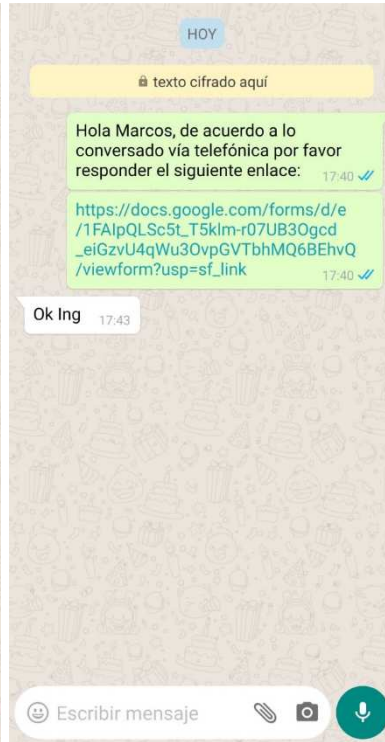 HOY
texto cifrado aquí
Hola Marcos, de acuerdo a lo
conversado vía telefónica por favor
responder el siguiente enlace:
17:40
https://docs.google.com/forms/d/e
/1FAIpQLSc5t_T5klm-r07UB3Ogcd
_eiGzvU4qWu3OvpGVTbhMQ6BEhvQ
/viewform?usp=sf_link
17:40
Ok Ing
17:43
Escribir mensaje